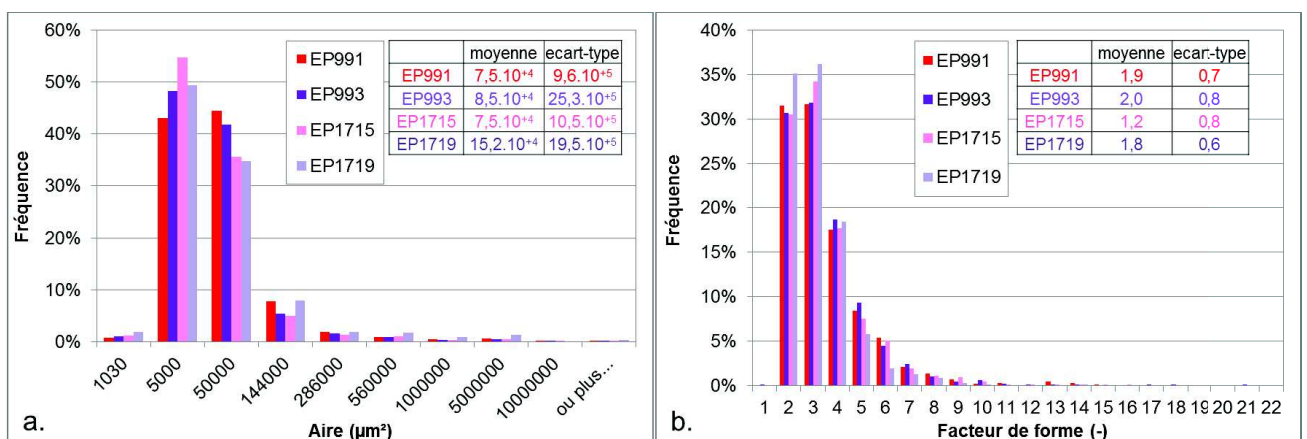 60%
50%
40%
30%
20%
10%
0%
Fréquence
EP991
EP993
EP1715
EP1719
moyenne ecart-type
EP991 7,5.10+4 9,6.10+5
EP993 8,5.10+4 25,3.10+5
EP1715 7,5.10+4 10,5.10+5
EP1719 15,2.10+4 19,5.10+5
1030 5000 50000 144000 286000 560000 1000000 5000000 10000000 ou plus...
a.
Aire (µm²)
40%
35%
30%
25%
20%
15%
10%
5%
0%
Fréquence
EP991
EP993
EP1715
EP1719
moyenne ecart-type
EP991 1,9 0,7
EP993 2,0 0,8
EP1715 1,2 0,8
EP1719 1,8 0,6
1 2 3 4 5 6 7 8 9 10 11 12 13 14 15 16 17 18 19 20 21 22
b.
Facteur de forme (-)